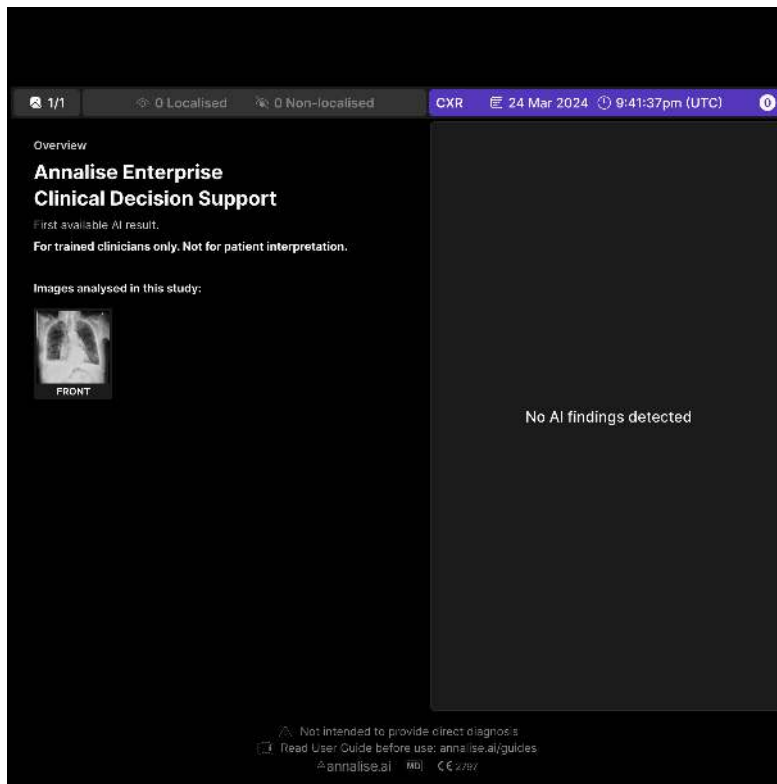 1/1
0 Localised 0 Non-localised
CXR 24 Mar 2024 9:41:37pm (UTC) 0
Overview
Annalise Enterprise
Clinical Decision Support
First available AI result.
For trained clinicians only. Not for patient interpretation.
Images analysed in this study:
FRONT
No AI findings detected
Not intended to provide direct diagnosis
Read User Guide before use: annalise.ai/guides
annalise.ai MD CE 2797